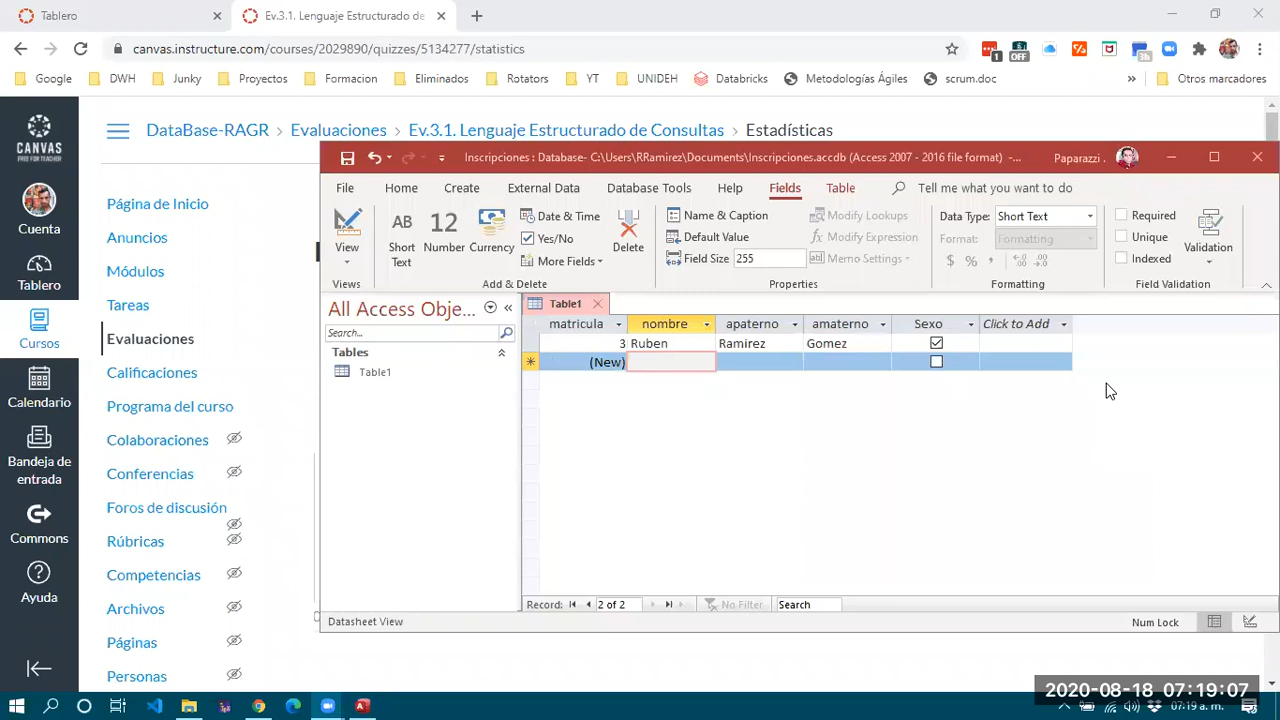 Tablero
Ev.3.1. Lenguaje Estructurado de
canvas.instructure.com/courses/2029890/quizzes/5134277/statistics
1
OFF
3h
Google
DWH
Junky
Proyectos
Formacion
Eliminados
Rotators
YT
UNIDEH
Databricks
Metodologías Ágiles
scrum.doc
»
Otros marcadores
CANVAS
FREE FOR TEACHER
Cuenta
Tablero
Cursos
Calendario
Bandeja de
entrada
Commons
Ayuda
DataBase-RAGR > Evaluaciones > Ev.3.1. Lenguaje Estructurado de Consultas > Estadísticas
Página de Inicio
Anuncios
Módulos
Tareas
Evaluaciones
Calificaciones
Programa del curso
Colaboraciones
Conferencias
Foros de discusión
Rúbricas
Competencias
Archivos
Páginas
Personas
Inscripciones : Database- C:\Users\RRamirez\Documents\Inscripciones.accdb (Access 2007 - 2016 file format) -...
Paparazzi .
File Home Create External Data Database Tools Help Fields Table Tell me what you want to do
View
Views
AB
Short
Text
12
Number
Currency
Date & Time
Yes/No
More Fields
Delete
Add & Delete
Name & Caption
Default Value
Field Size 255
Modify Lookups
fx Modify Expression
ab Memo Settings
Properties
Data Type: Short Text
Format: Formatting
$ % ,
Formatting
Required
Unique
Indexed
Validation
Field Validation
All Access Obje...
Search...
Tables
Table1
Table1
matricula nombre apaterno amaterno Sexo Click to Add
3 Ruben Ramirez Gomez
(New)
Record: 2 of 2 No Filter Search
Datasheet View
Num Lock
2020-08-18 07:19:07
07:19 a. m.